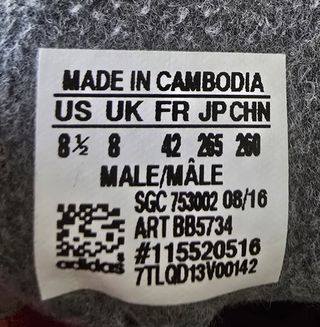 MADE IN CAMBODIA
US UK FR JP CHN
8½ 8 42 265 260
MALE/MÂLE
SGC 753002 08/16
ART BB5734
#115520516
adidas 7TLQD13V00142